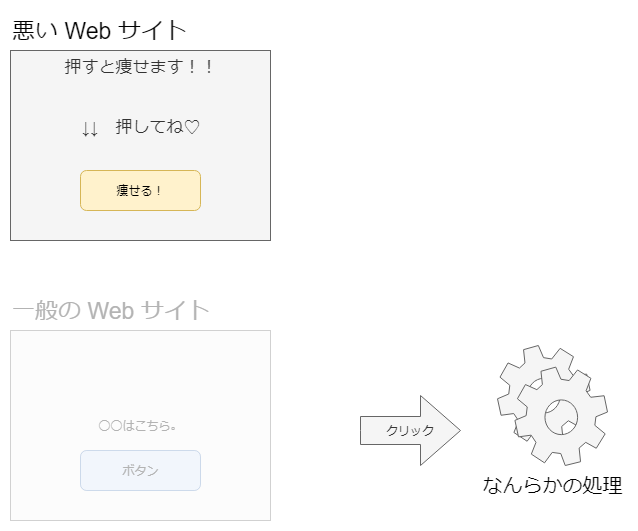 悪い Web サイト
押すと痩せます！！
↓↓　押してね♡
痩せる！
一般の Web サイト
〇〇はこちら。
ボタン
クリック
なんらかの処理